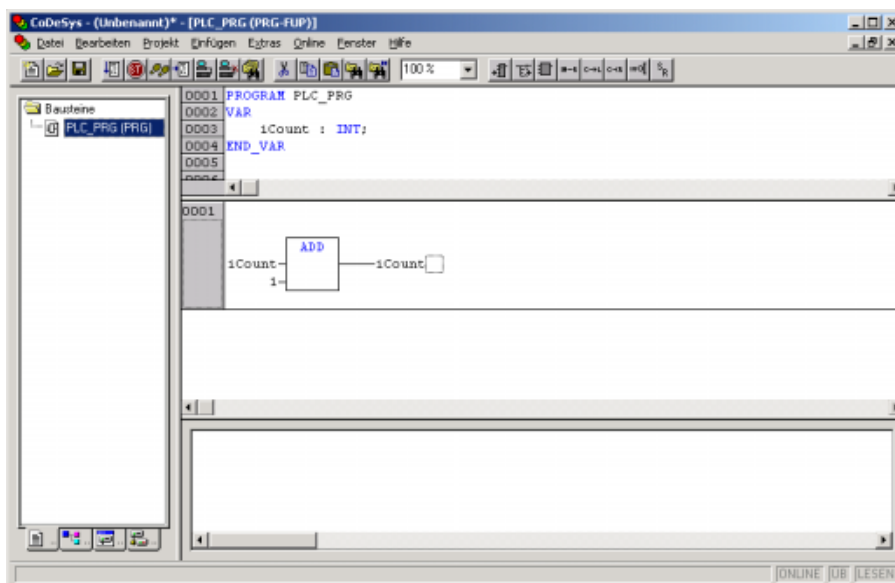 CoDeSys - (Unbenannt)* - [PLC_PRG (PRG-FUP)]
Datei Bearbeiten Projekt Einfügen Extras Online Fenster Hilfe
100 %
Bausteine
PLC_PRG (PRG)
0001 PROGRAM PLC_PRG
0002 VAR
0003 iCount : INT;
0004 END_VAR
0005
0006
0001
ADD
iCount iCount
1
ONLINE ÜB LESEN